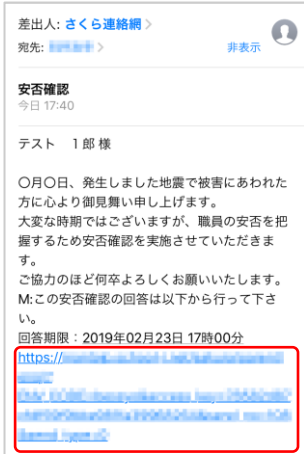 差出人: さくら連絡網
宛先: 非表示
安否確認
今日 17:40
テスト 1郎 様
〇月〇日、発生しました地震で被害にあわれた
方に心より御見舞い申し上げます。
大変な時期ではございますが、職員の安否を把
握するため安否確認を実施させていただきま
す。
ご協力のほど何卒よろしくお願いいたします。
M:この安否確認の回答は以下から行って下さ
い。
回答期限：2019年02月23日 17時00分
https://